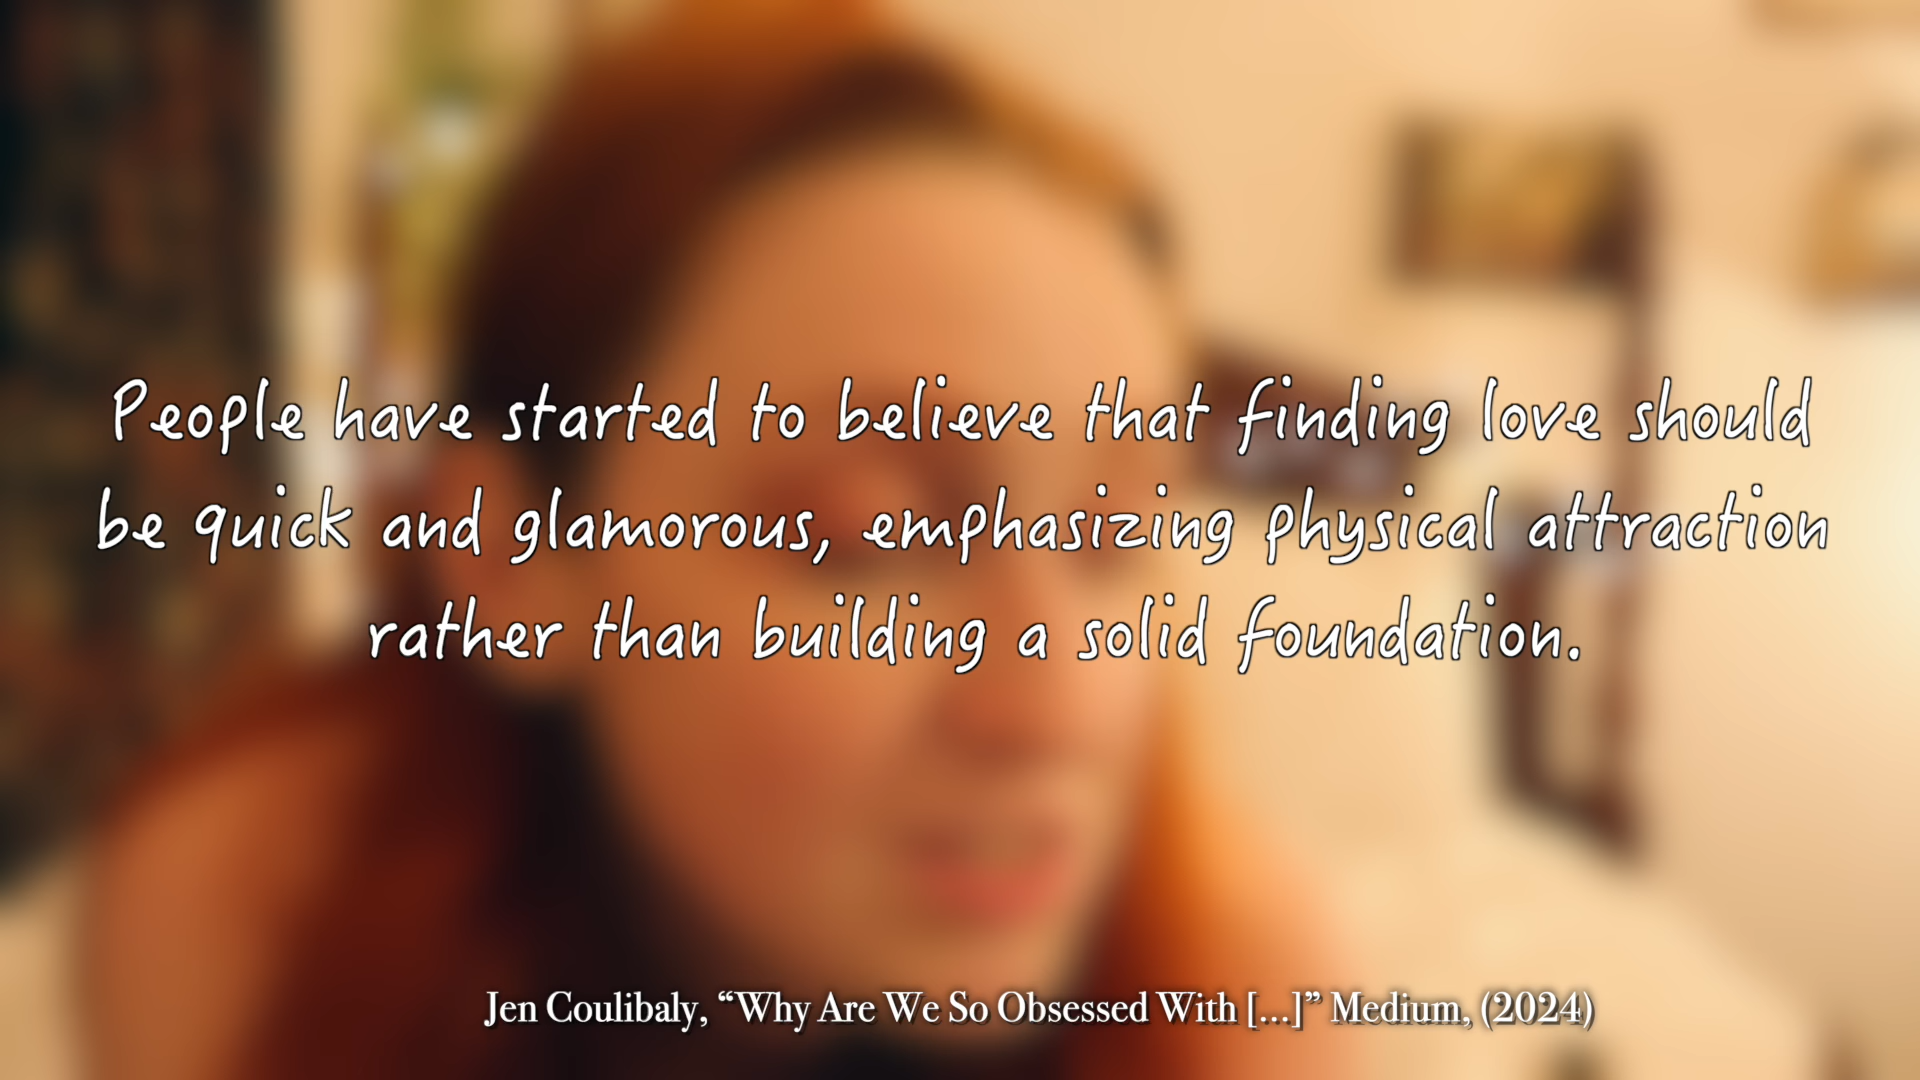 People have started to believe that finding love should
be quick and glamorous, emphasizing physical attraction
rather than building a solid foundation.
Jen Coulibaly, “Why Are We So Obsessed With [...]” Medium, (2024)